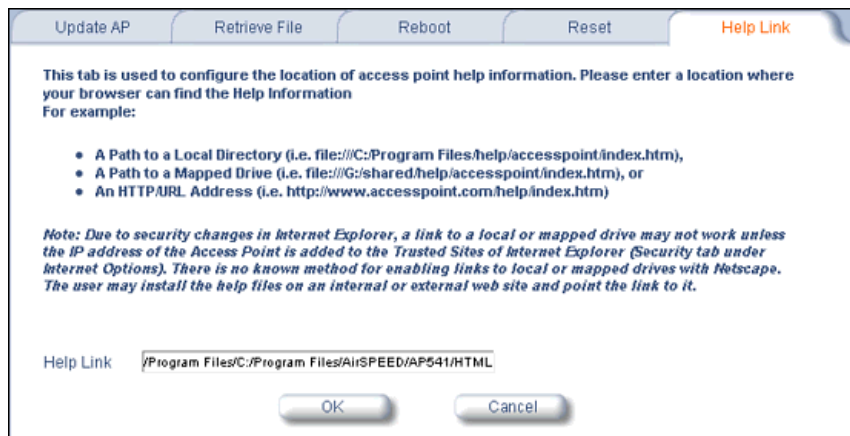 Update AP Retrieve File Reboot Reset Help Link
This tab is used to configure the location of access point help information. Please enter a location where
your browser can find the Help Information
For example:
• A Path to a Local Directory (i.e. file:///C:/Program Files/help/accesspoint/index.htm),
• A Path to a Mapped Drive (i.e. file:///G:/shared/help/accesspoint/index.htm), or
• An HTTP/URL Address (i.e. http://www.accesspoint.com/help/index.htm)
Note: Due to security changes in Internet Explorer, a link to a local or mapped drive may not work unless
the IP address of the Access Point is added to the Trusted Sites of Internet Explorer (Security tab under
Internet Options). There is no known method for enabling links to local or mapped drives with Netscape.
The user may install the help files on an internal or external web site and point the link to it.
Help Link /Program Files/C:/Program Files/AirSPEED/AP541/HTML
OK Cancel